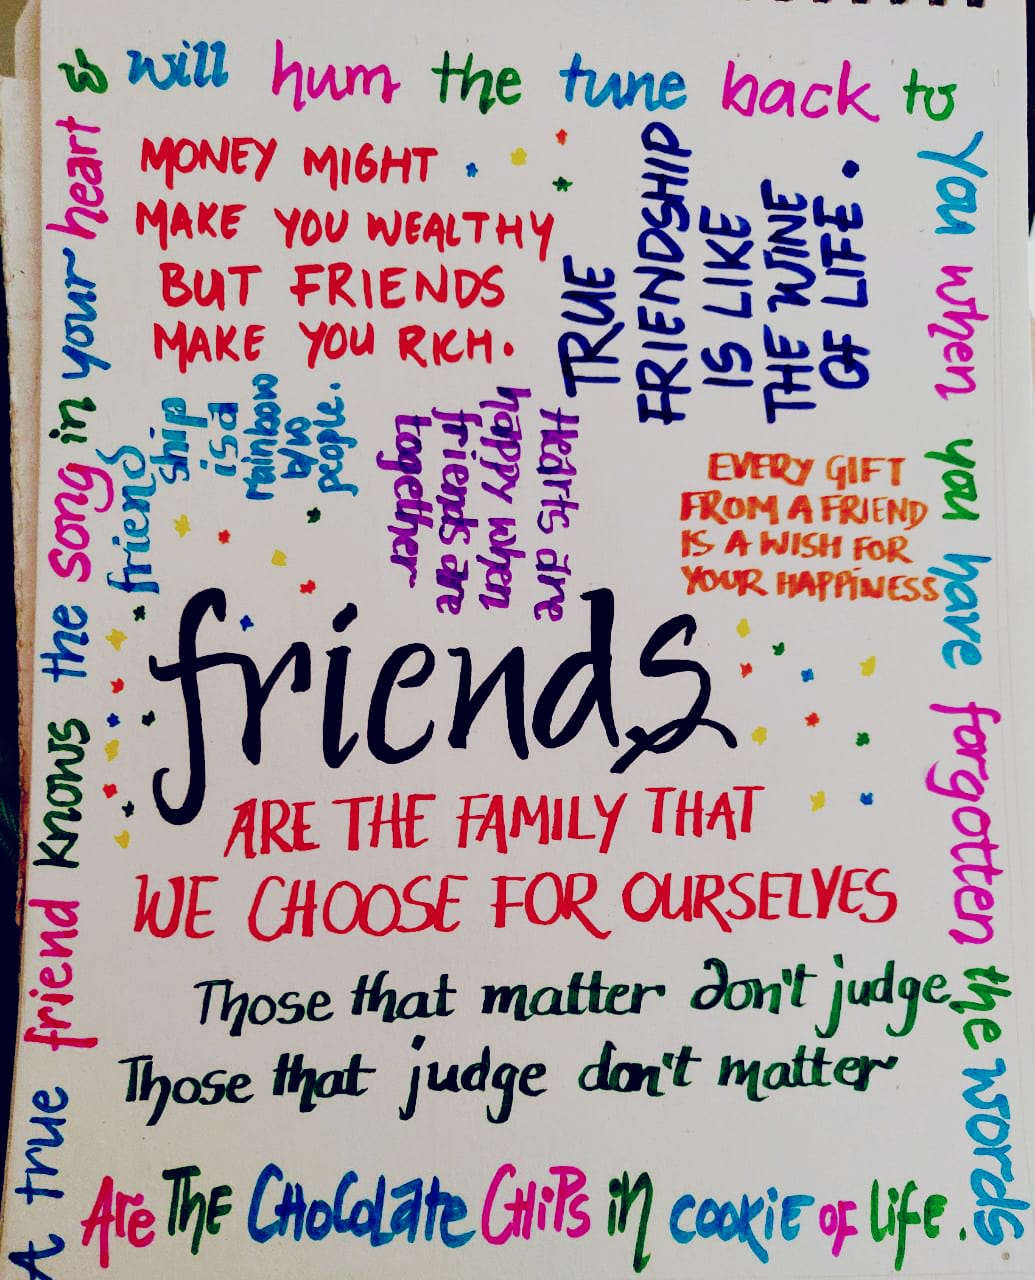 A true friend knows the song in your heart
& will hum the tune back to
You when you have forgotten the words
MONEY MIGHT
MAKE YOU WEALTHY
BUT FRIENDS
MAKE YOU RICH.
TRUE
FRIENDSHIP
IS LIKE
THE WINE
OF LIFE.
friend
ship
is a
rainbow
b/w
people.
Hearts are
happy when
friends are
together
EVERY GIFT
FROM A FRIEND
IS A WISH FOR
YOUR HAPPINESS
friends
ARE THE FAMILY THAT
WE CHOOSE FOR OURSELVES
Those that matter don't judge
Those that judge don't matter
Are THE CHoColate CHiPs in cookiE oF life.